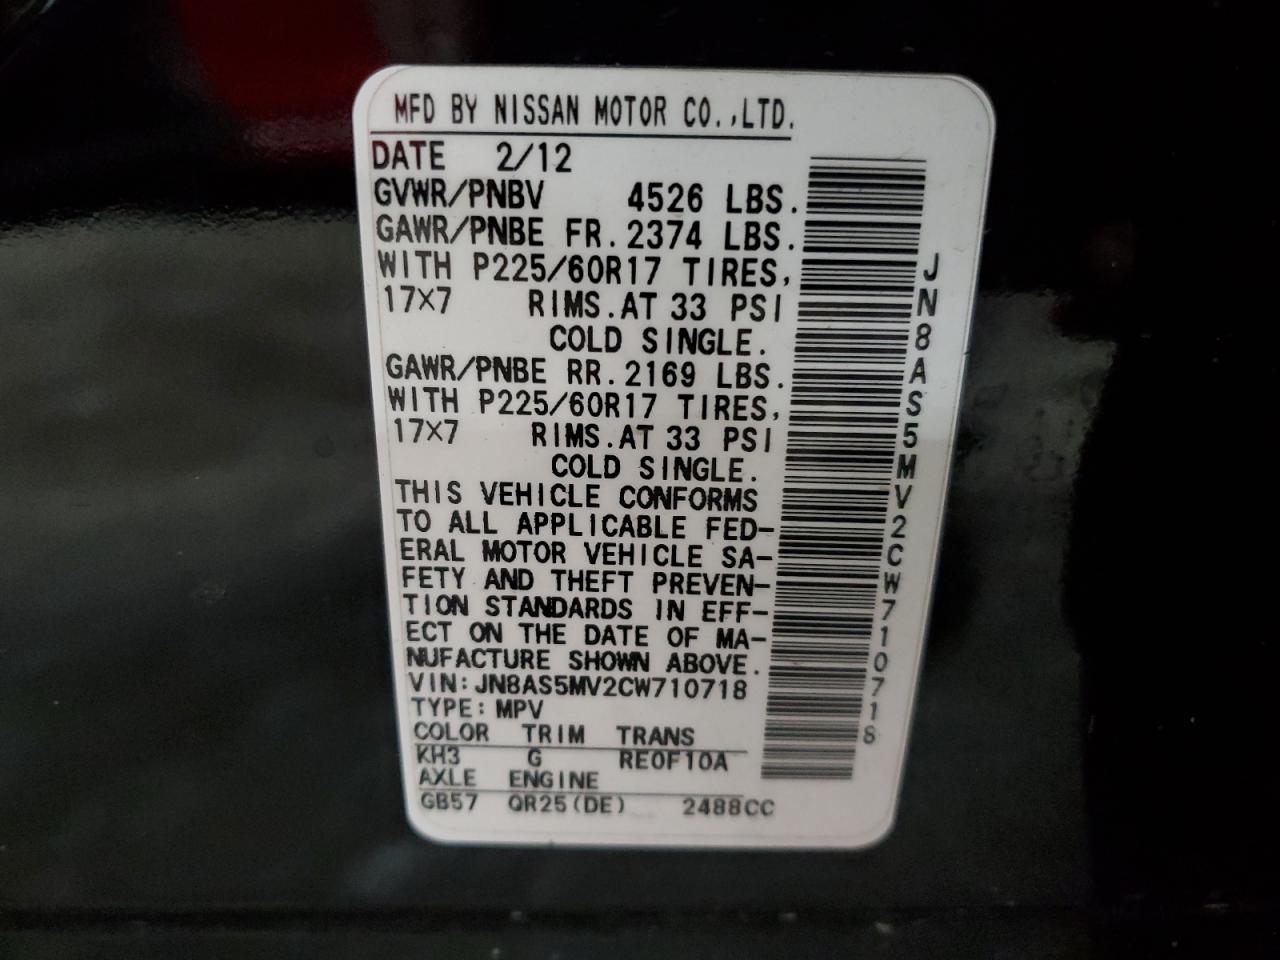 MFD BY NISSAN MOTOR CO.,LTD.
DATE 2/12
GVWR/PNBV 4526 LBS.
GAWR/PNBE FR. 2374 LBS.
WITH P225/60R17 TIRES,
17×7 RIMS. AT 33 PSI
COLD SINGLE.
GAWR/PNBE RR. 2169 LBS.
WITH P225/60R17 TIRES,
17×7 RIMS. AT 33 PSI
COLD SINGLE.
THIS VEHICLE CONFORMS
TO ALL APPLICABLE FED-
ERAL MOTOR VEHICLE SA-
FETY AND THEFT PREVEN-
TION STANDARDS IN EFF-
ECT ON THE DATE OF MA-
NUFACTURE SHOWN ABOVE.
VIN: JN8AS5MV2CW710718
TYPE: MPV
COLOR TRIM TRANS
KH3 G RE0F10A
AXLE ENGINE
GB57 QR25(DE) 2488CC
JN8AS5MV2CW710718